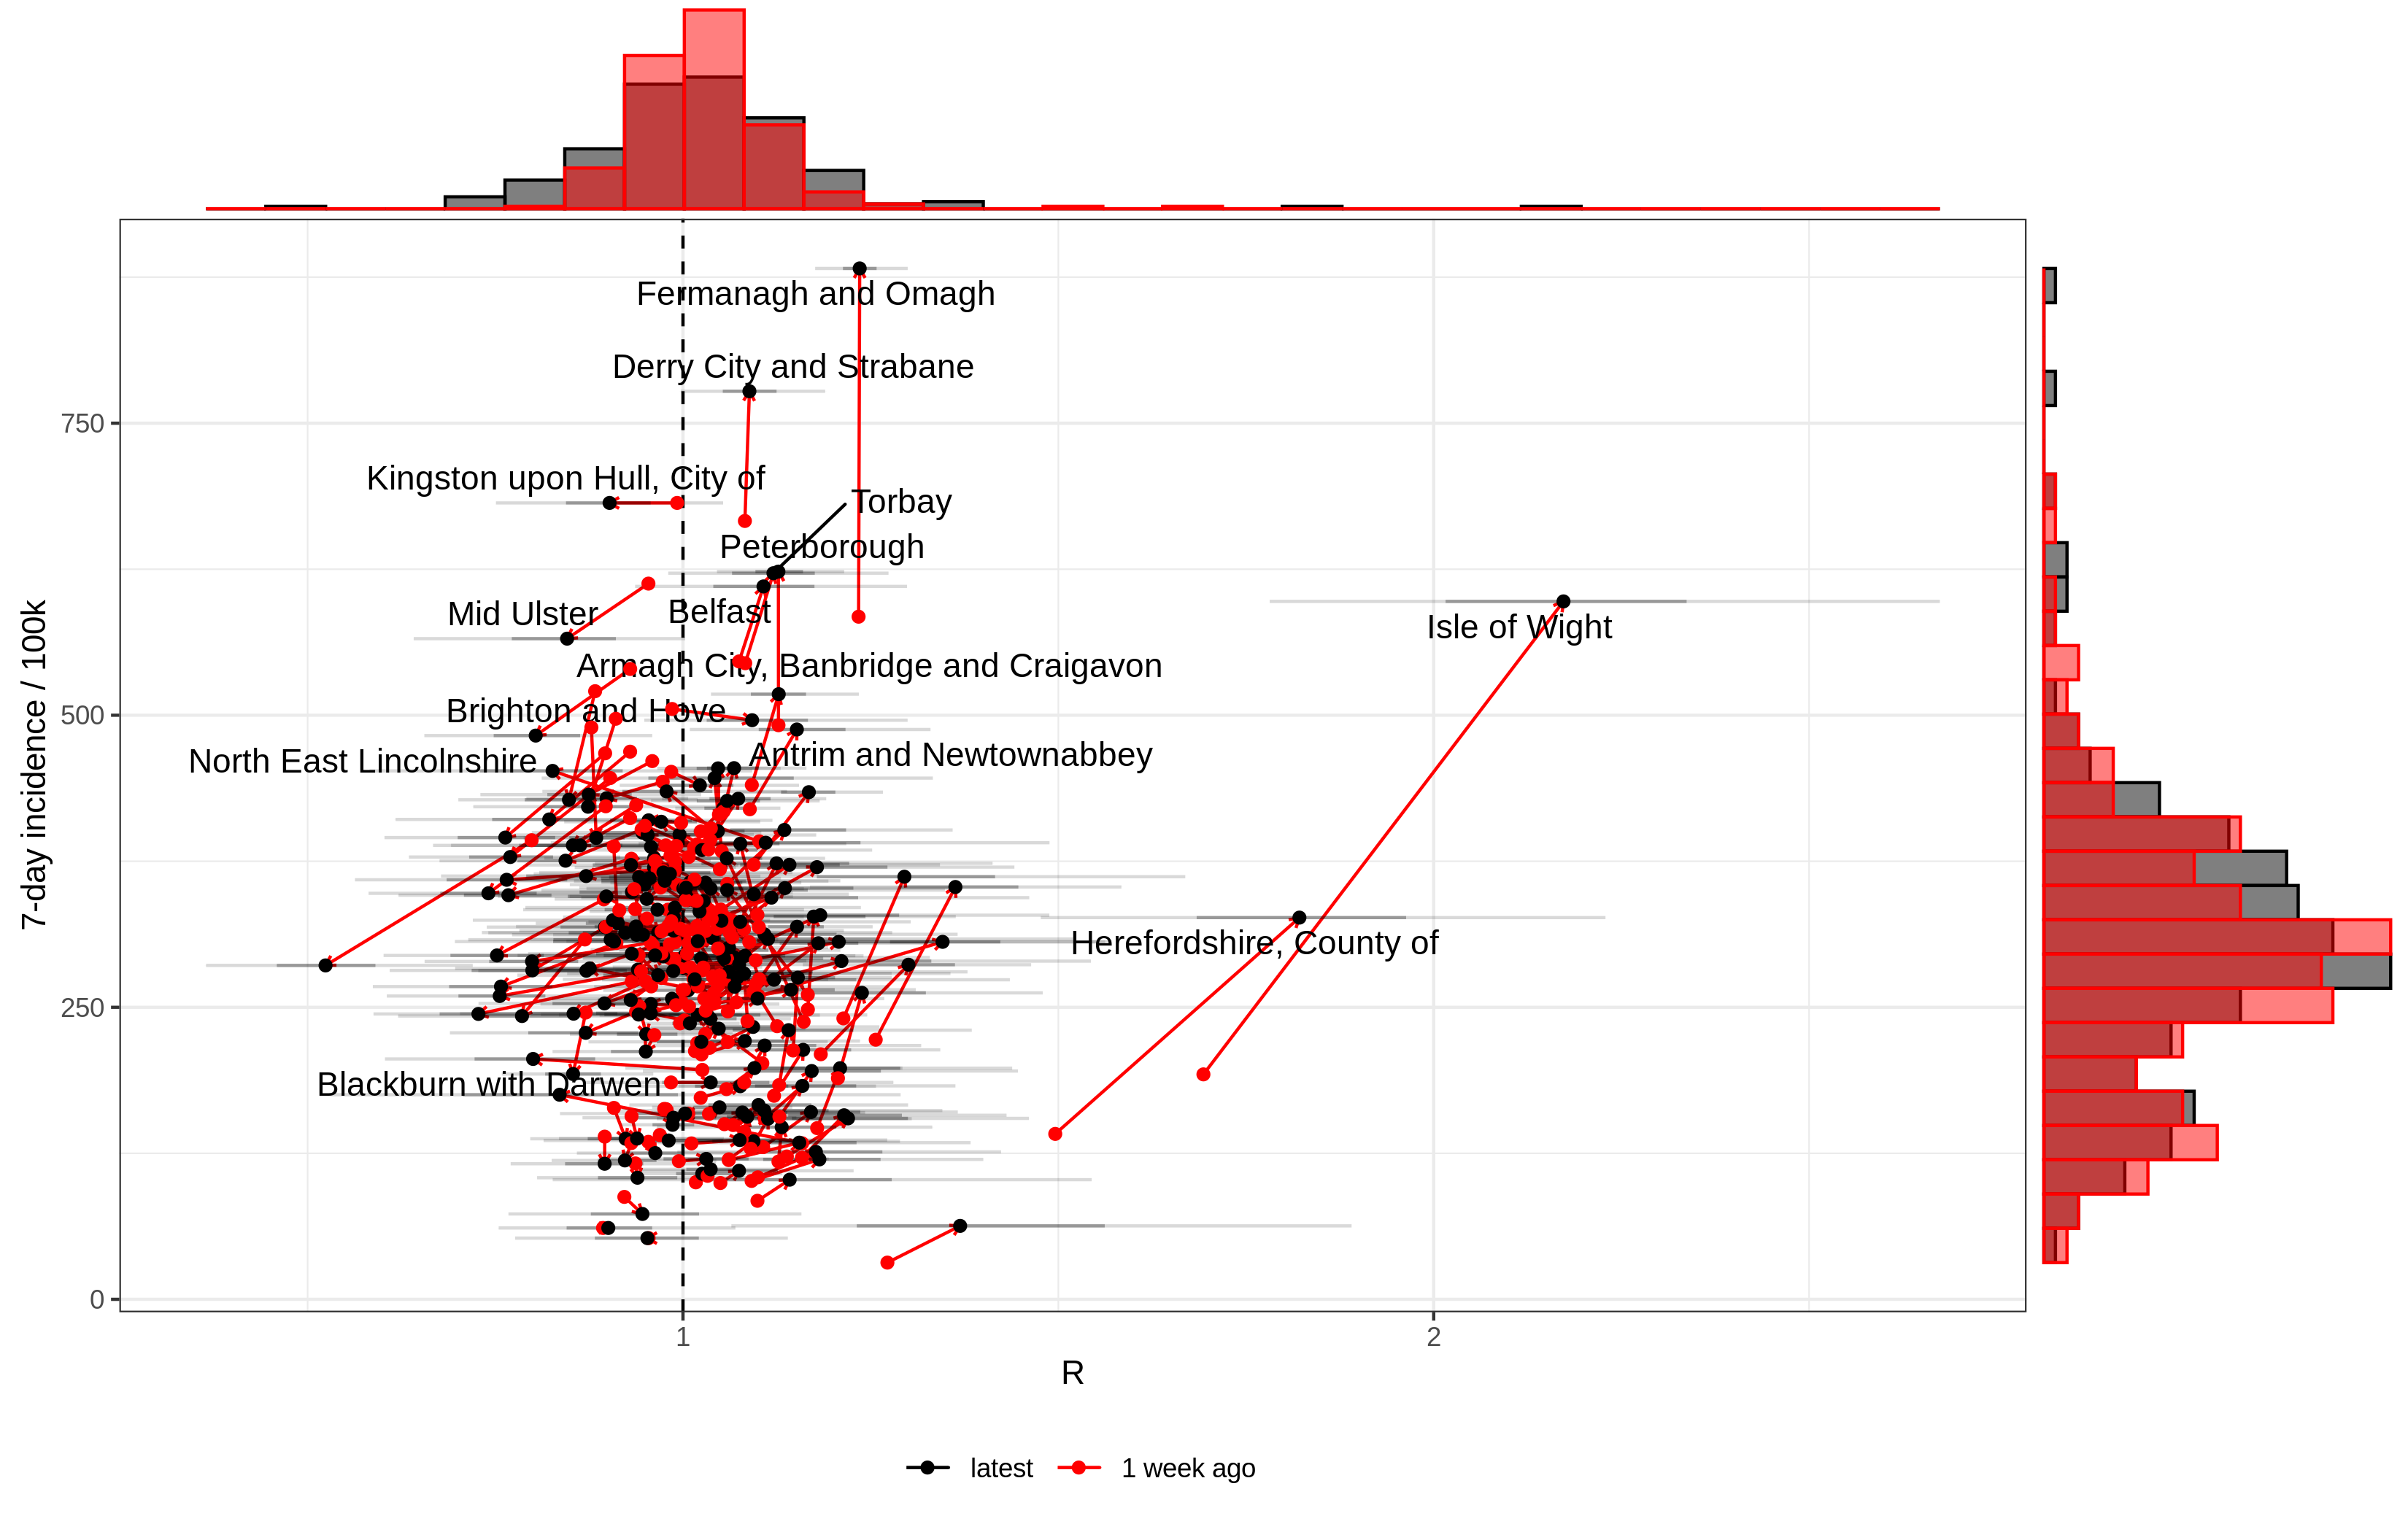 Fermanagh and Omagh
Derry City and Strabane
750
Kingston upon Hull, City of
Torbay
Peterborough
Mid Ulster
Belfast
Isle of Wight
Armagh City, Banbridge and Craigavon
500
Brighton and Hove
North East Lincolnshire
Antrim and Newtownabbey
7-day incidence / 100k
Herefordshire, County of
250
Blackburn with Darwen
0
1
2
R
latest
1 week ago